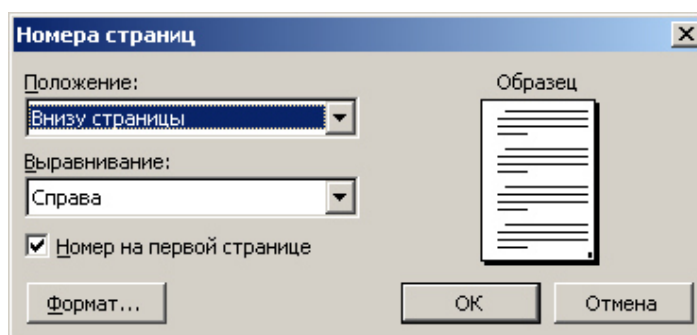 Номера страниц
Положение:
Внизу страницы
Выравнивание:
Справа
Номер на первой странице
Формат...
Образец
ОК
Отмена